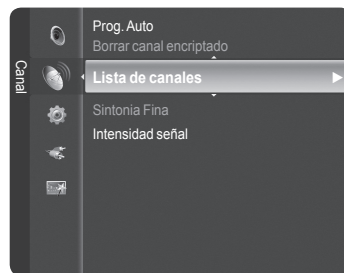 Canal
Prog. Auto
Borrar canal encriptado
Lista de canales
Sintonia Fina
Intensidad señal